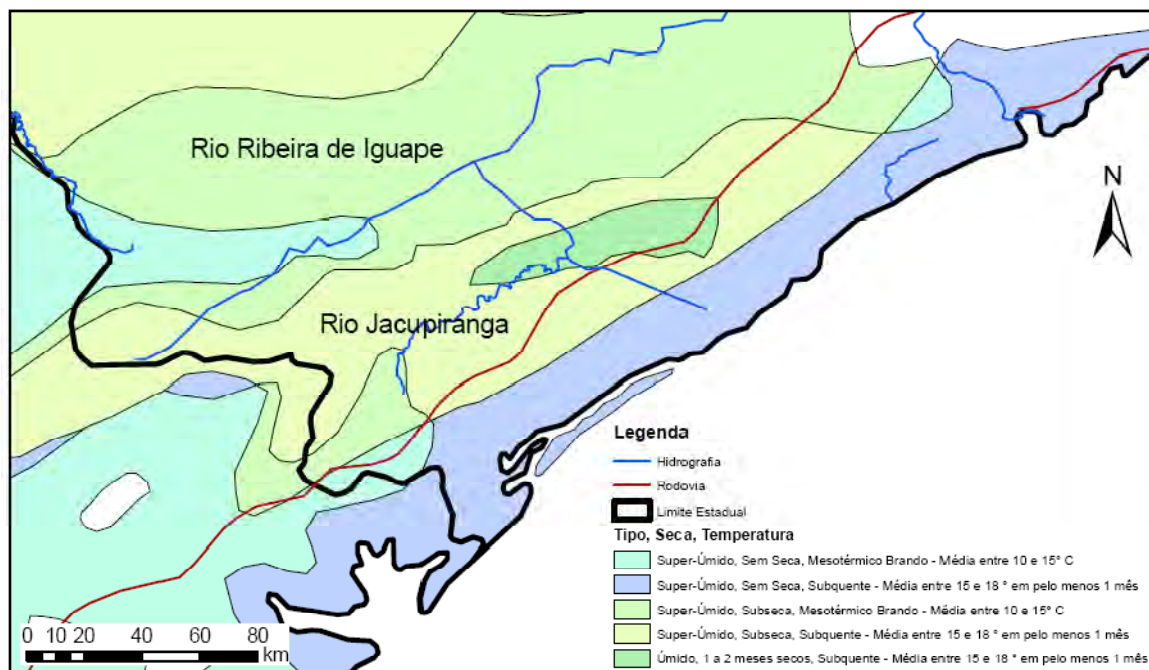 Rio Ribeira de Iguape
N
Rio Jacupiranga
Legenda
Hidrografia
Rodovia
Limite Estadual
Tipo, Seca, Temperatura
Super-Úmido, Sem Seca, Mesotérmico Brando - Média entre 10 e 15° C
Super-Úmido, Sem Seca, Subquente - Média entre 15 e 18 ° em pelo menos 1 mês
Super-Úmido, Subseca, Mesotérmico Brando - Média entre 10 e 15° C
Super-Úmido, Subseca, Subquente - Média entre 15 e 18 ° em pelo menos 1 mês
Úmido, 1 a 2 meses secos, Subquente - Média entre 15 e 18 ° em pelo menos 1 mês
0 10 20 40 60 80
km